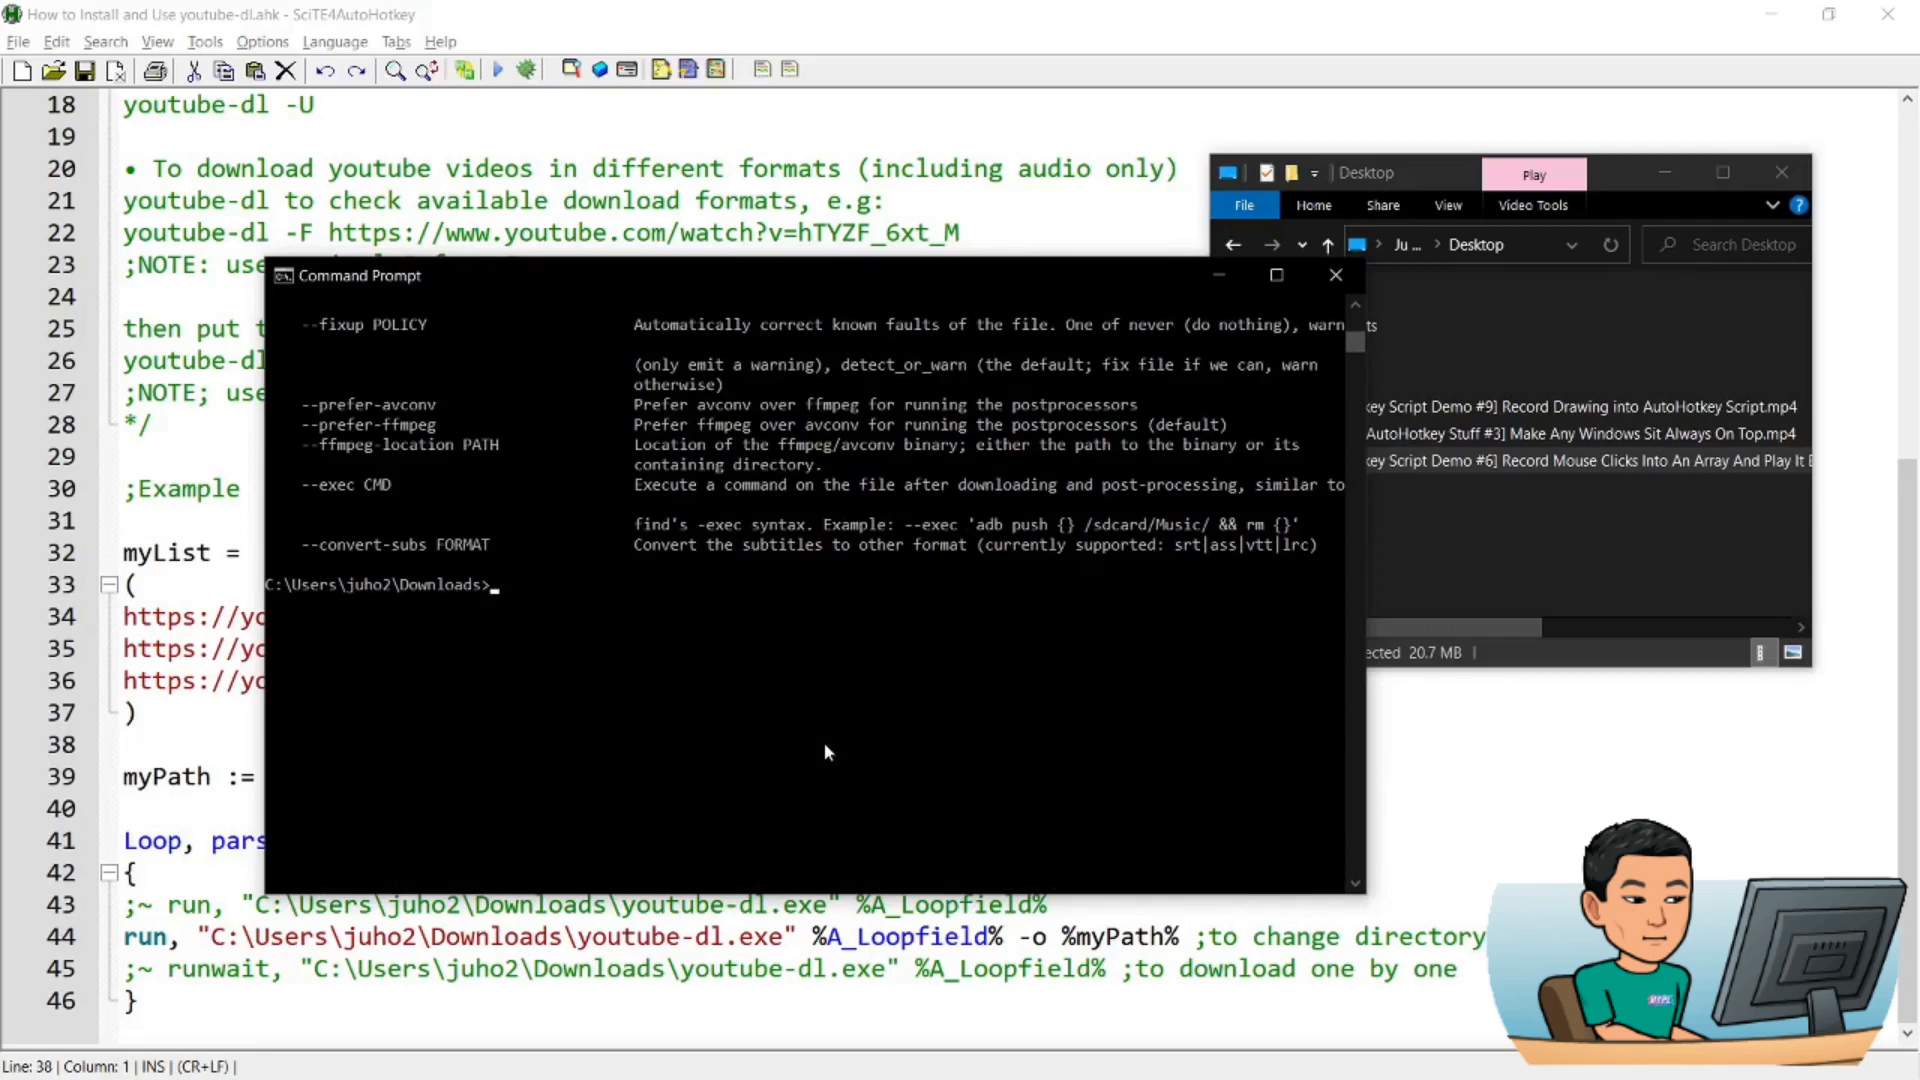 How to Install and Use youtube-dl.ahk - SciTE4AutoHotkey
File Edit Search View Tools Options Language Tabs Help
18 youtube-dl -U
19
20 • To download youtube videos in different formats (including audio only)
21 youtube-dl to check available download formats, e.g:
22 youtube-dl -F https://www.youtube.com/watch?v=hTYZF_6xt_M
23 ;NOTE: use
24
25 then put t
26 youtube-dl
27 ;NOTE; use
28 */
29
30 ;Example
31
32 myList =
33 (
34 https://yo
35 https://yo
36 https://yo
37 )
38
39 myPath :=
40
41 Loop, pars
42 {
43 ;~ run, "C:\Users\juho2\Downloads\youtube-dl.exe" %A_Loopfield%
44 run, "C:\Users\juho2\Downloads\youtube-dl.exe" %A_Loopfield% -o %myPath% ;to change directory
45 ;~ runwait, "C:\Users\juho2\Downloads\youtube-dl.exe" %A_Loopfield% ;to download one by one
46 }
Line: 38 | Column: 1 | INS | (CR+LF) |
Command Prompt
--fixup POLICY Automatically correct known faults of the file. One of never (do nothing), warn
(only emit a warning), detect_or_warn (the default; fix file if we can, warn
otherwise)
--prefer-avconv Prefer avconv over ffmpeg for running the postprocessors
--prefer-ffmpeg Prefer ffmpeg over avconv for running the postprocessors (default)
--ffmpeg-location PATH Location of the ffmpeg/avconv binary; either the path to the binary or its
containing directory.
--exec CMD Execute a command on the file after downloading and post-processing, similar to
find's -exec syntax. Example: --exec 'adb push {} /sdcard/Music/ && rm {}'
--convert-subs FORMAT Convert the subtitles to other format (currently supported: srt|ass|vtt|lrc)
C:\Users\juho2\Downloads>
Desktop Play
File Home Share View Video Tools
Ju ... Desktop Search Desktop
ts
key Script Demo #9] Record Drawing into AutoHotkey Script.mp4
AutoHotkey Stuff #3] Make Any Windows Sit Always On Top.mp4
key Script Demo #6] Record Mouse Clicks Into An Array And Play It
ected 20.7 MB